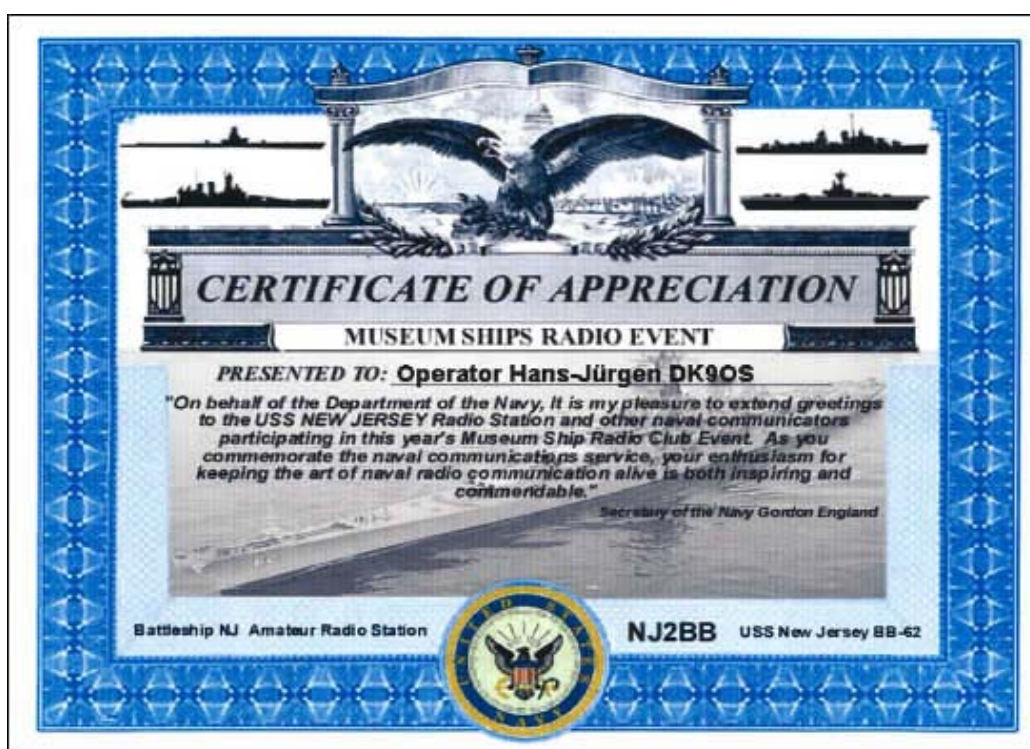 CERTIFICATE OF APPRECIATION
MUSEUM SHIPS RADIO EVENT
PRESENTED TO: Operator Hans-Jürgen DK9OS
"On behalf of the Department of the Navy, It is my pleasure to extend greetings
to the USS NEW JERSEY Radio Station and other naval communicators
participating in this year's Museum Ship Radio Club Event. As you
commemorate the naval communications service, your enthusiasm for
keeping the art of naval radio communication alive is both inspiring and
commendable."
Secretary of the Navy Gordon England
Battleship NJ Amateur Radio Station
NJ2BB USS New Jersey BB-62
UNITED STATES
NAVY